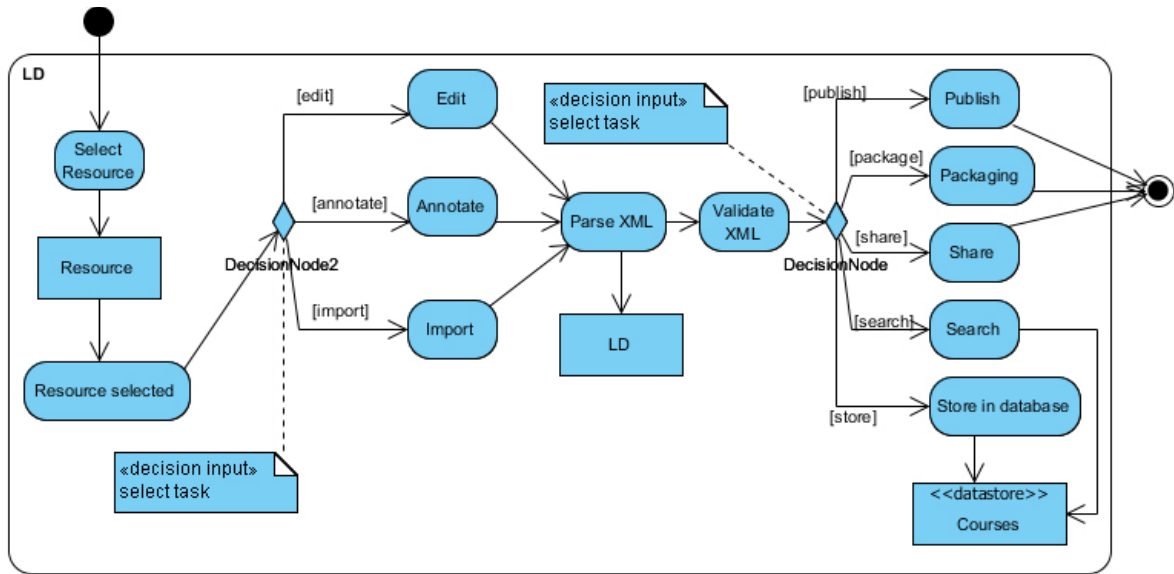 LD
Select
Resource
Resource
Resource selected
DecisionNode2
«decision input»
select task
[edit]
[annotate]
[import]
Edit
Annotate
Import
Parse XML
LD
Validate
XML
«decision input»
select task
DecisionNode
[publish]
[package]
[share]
[search]
[store]
Publish
Packaging
Share
Search
Store in database
<<datastore>>
Courses